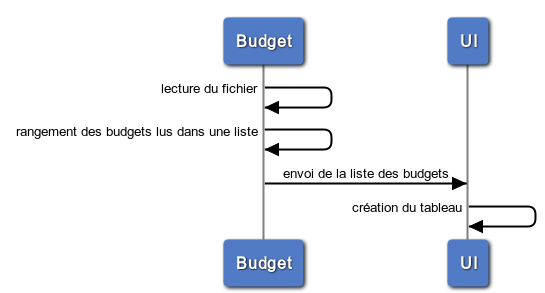 Budget
UI
lecture du fichier
rangement des budgets lus dans une liste
envoi de la liste des budgets
création du tableau
Budget
UI